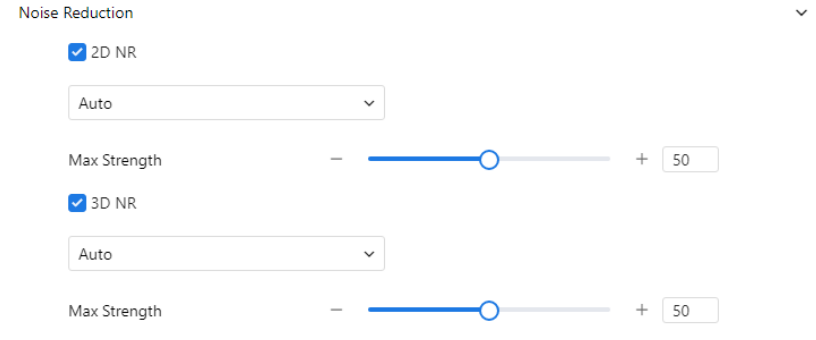 Noise Reduction
2D NR
Auto
Max Strength − + 50
3D NR
Auto
Max Strength − + 50